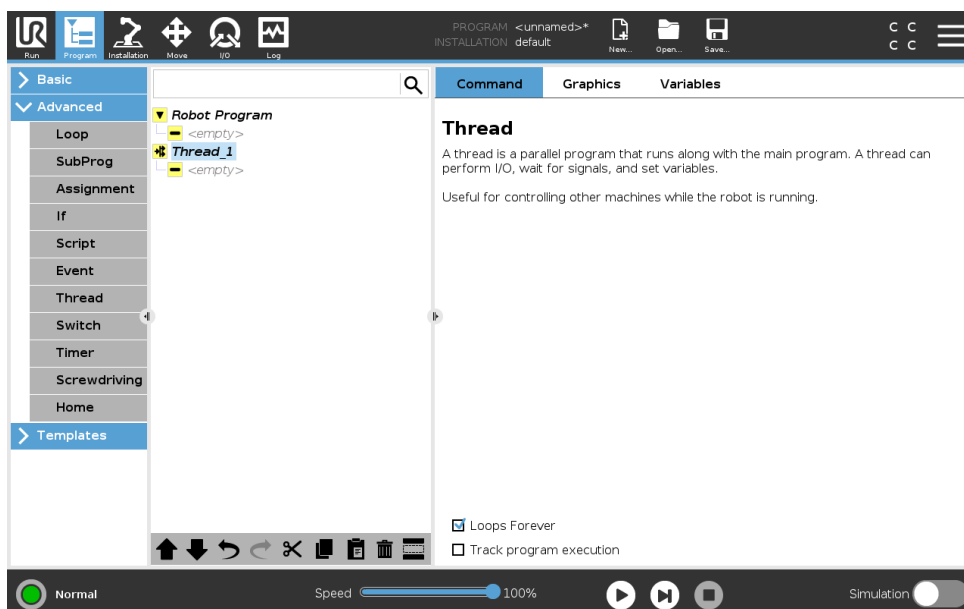 UR
PROGRAM <unnamed>*
INSTALLATION default
Run
Program
Installation
Move
I/O
Log
New...
Open...
Save...
C C
C C
Basic
Advanced
Loop
SubProg
Assignment
If
Script
Event
Thread
Switch
Timer
Screwdriving
Home
Templates
Robot Program
<empty>
Thread_1
<empty>
Command Graphics Variables
Thread
A thread is a parallel program that runs along with the main program. A thread can
perform I/O, wait for signals, and set variables.
Useful for controlling other machines while the robot is running.
Loops Forever
Track program execution
Normal
Speed 100%
Simulation